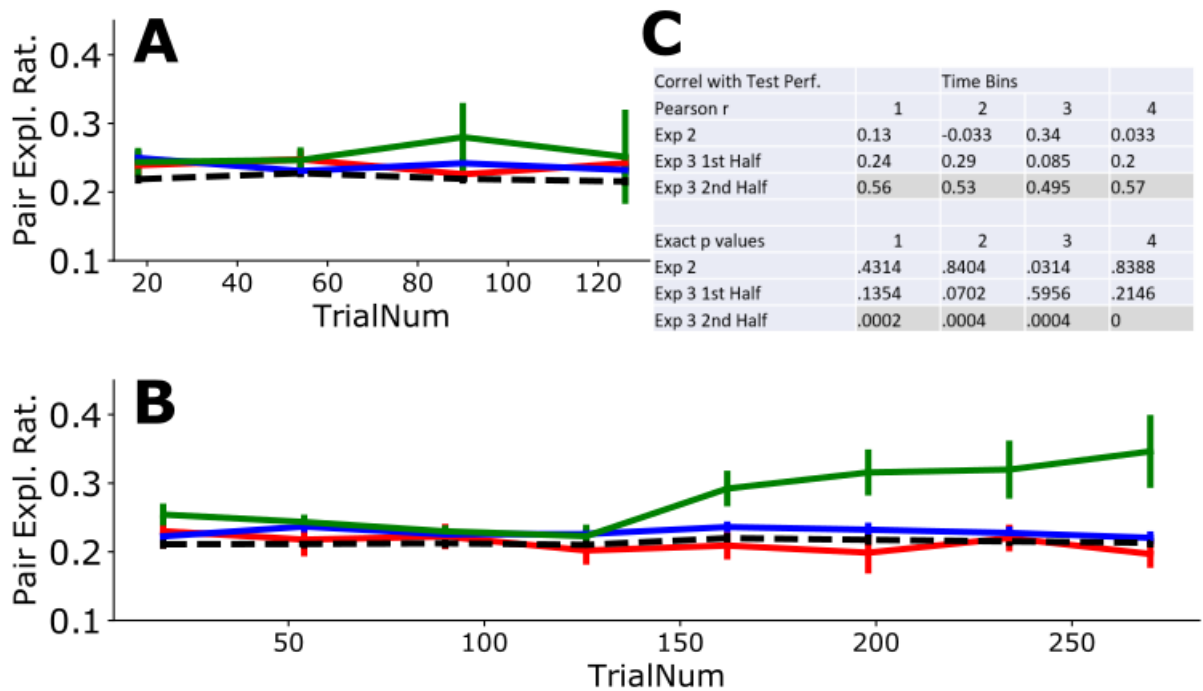 A
Pair Expl. Rat.
0.4
0.3
0.2
0.1
20 40 60 80 100 120
TrialNum
C
Correl with Test Perf. Time Bins
Pearson r 1 2 3 4
Exp 2 0.13 -0.033 0.34 0.033
Exp 3 1st Half 0.24 0.29 0.085 0.2
Exp 3 2nd Half 0.56 0.53 0.495 0.57
Exact p values 1 2 3 4
Exp 2 .4314 .8404 .0314 .8388
Exp 3 1st Half .1354 .0702 .5956 .2146
Exp 3 2nd Half .0002 .0004 .0004 0
B
Pair Expl. Rat.
0.4
0.3
0.2
0.1
50 100 150 200 250
TrialNum